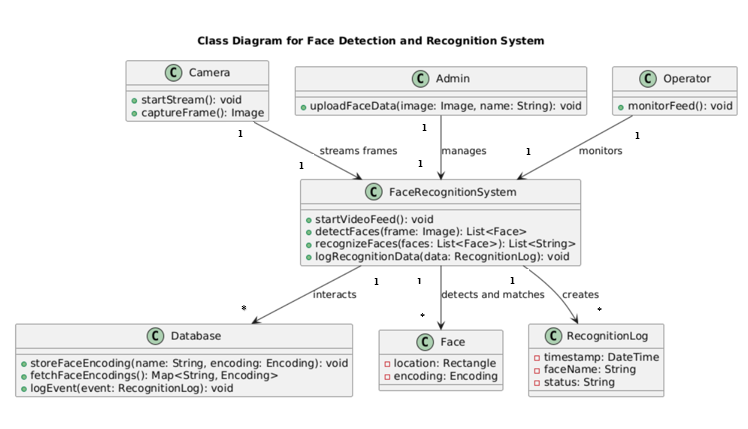 Class Diagram for Face Detection and Recognition System
C Camera
startStream(): void
captureFrame(): Image
C Admin
uploadFaceData(image: Image, name: String): void
C Operator
monitorFeed(): void
1
1
1
streams frames
manages
monitors
1
1
1
C FaceRecognitionSystem
startVideoFeed(): void
detectFaces(frame: Image): List<Face>
recognizeFaces(faces: List<Face>): List<String>
logRecognitionData(data: RecognitionLog): void
1
1
1
interacts
detects and matches
creates
*
*
*
C Database
storeFaceEncoding(name: String, encoding: Encoding): void
fetchFaceEncodings(): Map<String, Encoding>
logEvent(event: RecognitionLog): void
C Face
location: Rectangle
encoding: Encoding
C RecognitionLog
timestamp: DateTime
faceName: String
status: String